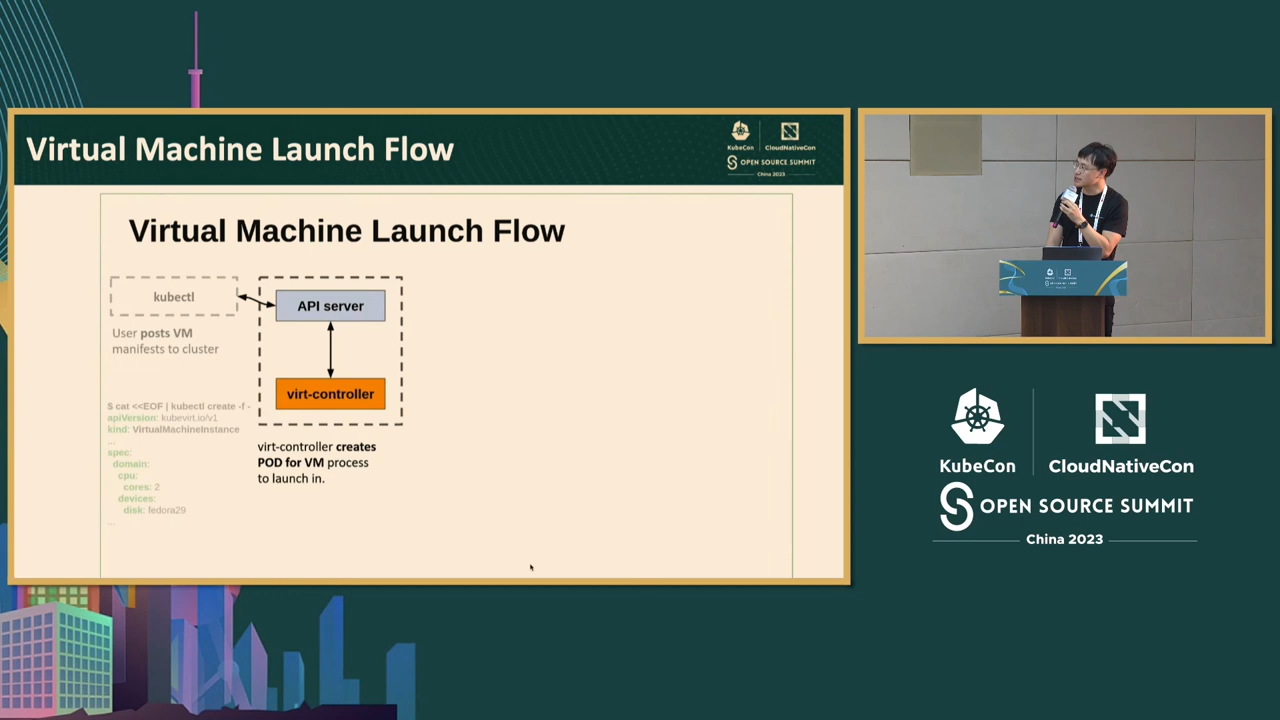 Virtual Machine Launch Flow
KubeCon
CloudNativeCon
OPEN SOURCE SUMMIT
China 2023
Virtual Machine Launch Flow
kubectl
API server
User posts VM
manifests to cluster
virt-controller
$ cat <<EOF | kubectl create -f -
apiVersion: kubevirt.io/v1
kind: VirtualMachineInstance
...
spec:
domain:
cpu:
cores: 2
devices:
disk: fedora29
...
virt-controller creates
POD for VM process
to launch in.
KubeCon
CloudNativeCon
OPEN SOURCE SUMMIT
China 2023